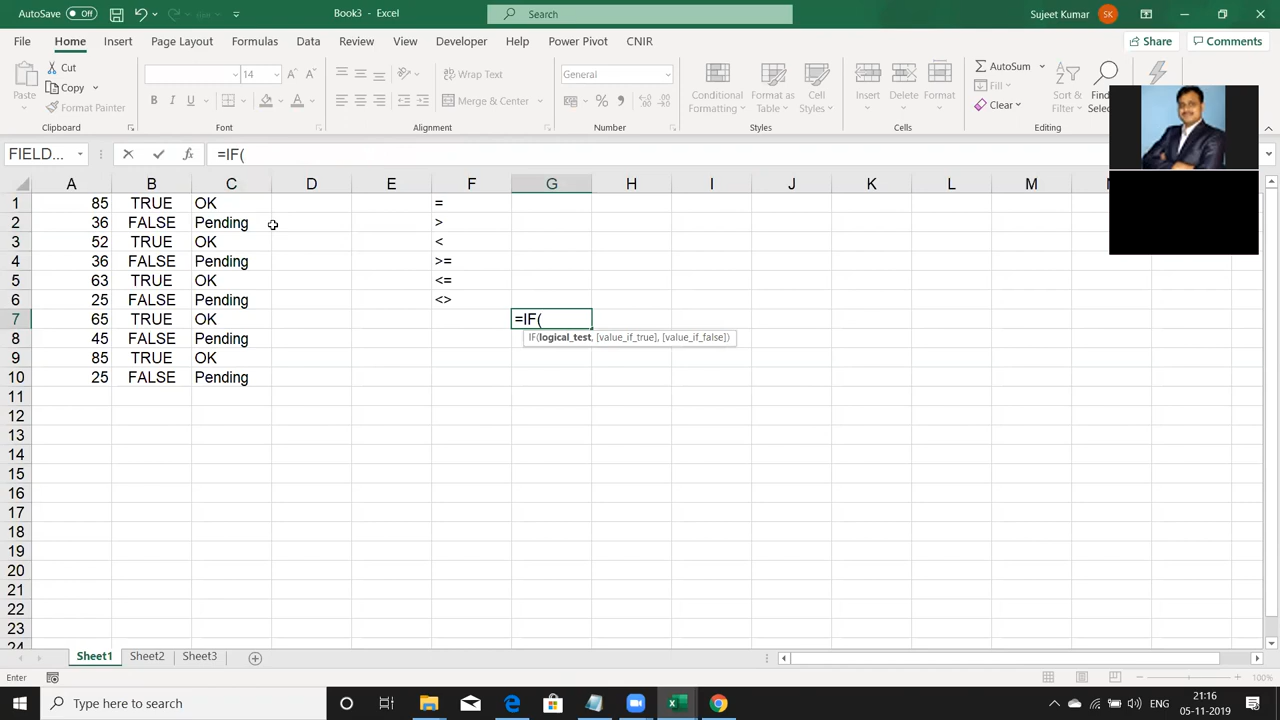 AutoSave Off Book3 - Excel Search Sujeet Kumar SK
File Home Insert Page Layout Formulas Data Review View Developer Help Power Pivot CNIR Share Comments
Paste Cut Copy Format Painter Clipboard
14 B I U Font
Wrap Text Merge & Center Alignment
General % Number
Conditional Formatting Format as Table Cell Styles Styles
Insert Delete Format Cells
AutoSum Fill Clear Sort & Filter Editing
FIELD... fx =IF(
A B C D E F G H I J K L M
1 85 TRUE OK =
2 36 FALSE Pending >
3 52 TRUE OK <
4 36 FALSE Pending >=
5 63 TRUE OK <=
6 25 FALSE Pending <>
7 65 TRUE OK =IF(
8 45 FALSE Pending IF(logical_test, [value_if_true], [value_if_false])
9 85 TRUE OK
10 25 FALSE Pending
11
12
13
14
15
16
17
18
19
20
21
22
23
24
Sheet1 Sheet2 Sheet3
Enter 100%
Type here to search ENG 21:16
05-11-2019